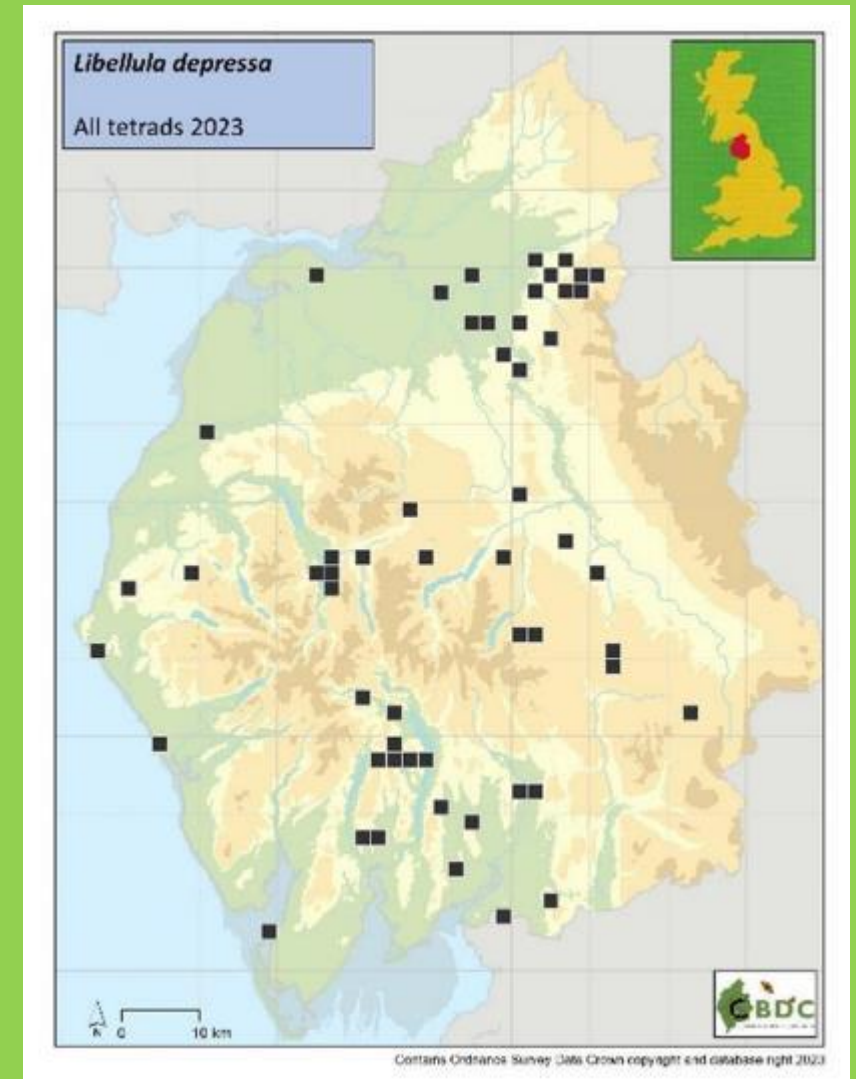 Libellula depressa
All tetrads 2023
N
0 10 km
CBDC
Contains Ordnance Survey Data Crown copyright and database right 2023